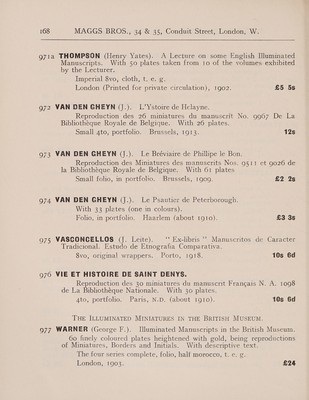 168 MAGGS BROS., 34 & 35, Conduit Street, London, W.
971a THOMPSON (Henry Yates). A Lecture on some English Illuminated
Manuscripts. With 50 plates taken from 10 of the volumes exhibited
by the Lecturer.
Imperial 8vo, cloth, t. e. g.
London (Printed for private circulation), 1902. £5 5s
972 VAN DEN GHEYN (J.). L'Ystoire de Helayne.
Reproduction des 26 miniatures du mamocrit No. 9967 De La
Bibliothèque Royale de Belgique. With 26 plates.
Small 4to, portfolio. Brussels, 1913. 12s
973 VAN DEN GHEYN (J.). Le Bréviaire de Phillipe le Bon.
Reproduction des Miniatures des manuscrits Nos. 9511 et 9026 de
la Bibliothèque Royale de Belgique. With 61 plates
Small folio, in portfolio. Brussels, 1909. £2 2s
974 VAN DEN GHEYN (J.). Le Psautier de Peterborough.
With 33 plates (one in colours).
Folio, in portfolio. Haarlem (about 1910). £3 3s
975 VASCONCELLOS (J. Leite). "Ex-libris" Manuscritos de Caracter
Tradicional. Estudo de Etnografia Comparativa.
8vo, original wrappers. Porto, 1918. 10s 6d
976 VIE ET HISTOIRE DE SAINT DENYS.
Reproduction des 30 miniatures du manuscrit Français N. A. 1098
de La Bibliothèque Nationale. With 30 plates.
4to, portfolio. Paris, N.D. (about 1910). 10s 6d
THE ILLUMINATED MINIATURES IN THE BRITISH MUSEUM.
977 WARNER (George F.). Illuminated Manuscripts in the British Museum.
60 finely coloured plates heightened with gold, being reproductions
of Miniatures, Borders and Initials. With descriptive text.
The four series complete, folio, half morocco, t. e. g.
London, 1903. £24